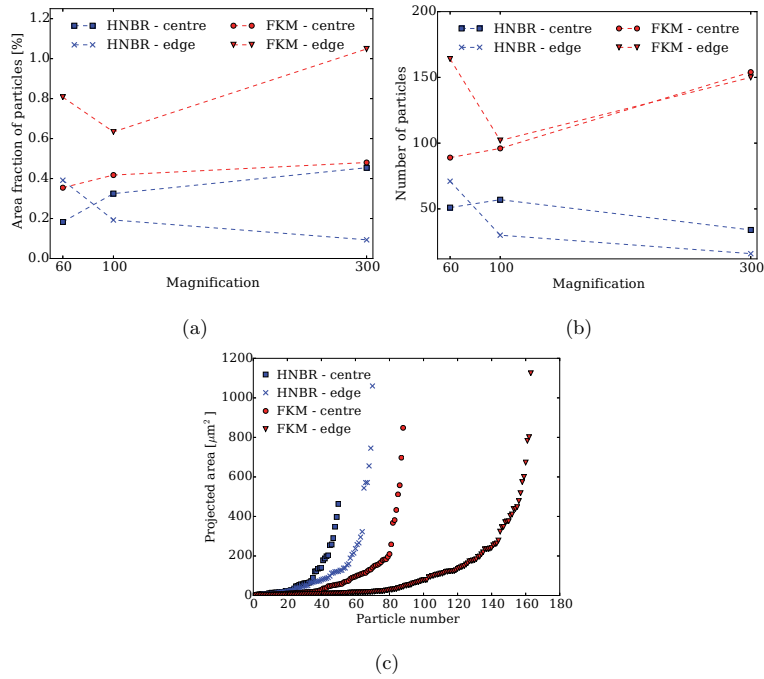 HNBR - centre
HNBR - edge
FKM - centre
FKM - edge
1.2
1.0
0.8
0.6
0.4
0.2
0.0
Area fraction of particles [%]
60 100 300
Magnification
(a)
HNBR - centre
HNBR - edge
FKM - centre
FKM - edge
200
150
100
50
Number of particles
60 100 300
Magnification
(b)
1200
1000
800
600
400
200
0
Projected area [μm² ]
HNBR - centre
HNBR - edge
FKM - centre
FKM - edge
0 20 40 60 80 100 120 140 160 180
Particle number
(c)